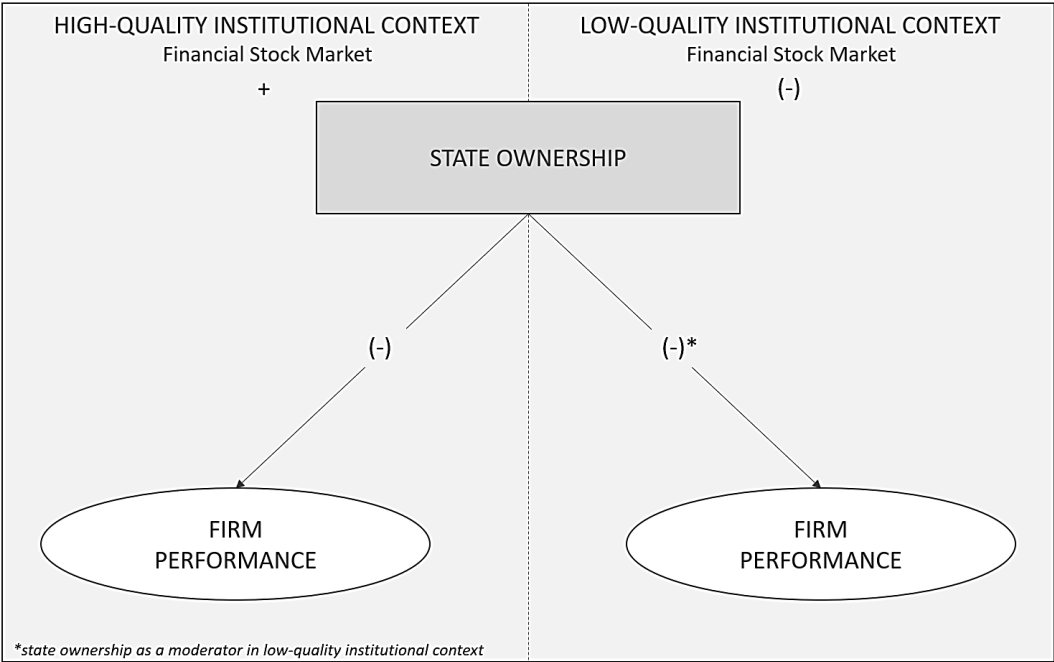 HIGH-QUALITY INSTITUTIONAL CONTEXT
Financial Stock Market
+
LOW-QUALITY INSTITUTIONAL CONTEXT
Financial Stock Market
(-)
STATE OWNERSHIP
(-)
(-)*
FIRM
PERFORMANCE
FIRM
PERFORMANCE
*state ownership as a moderator in low-quality institutional context